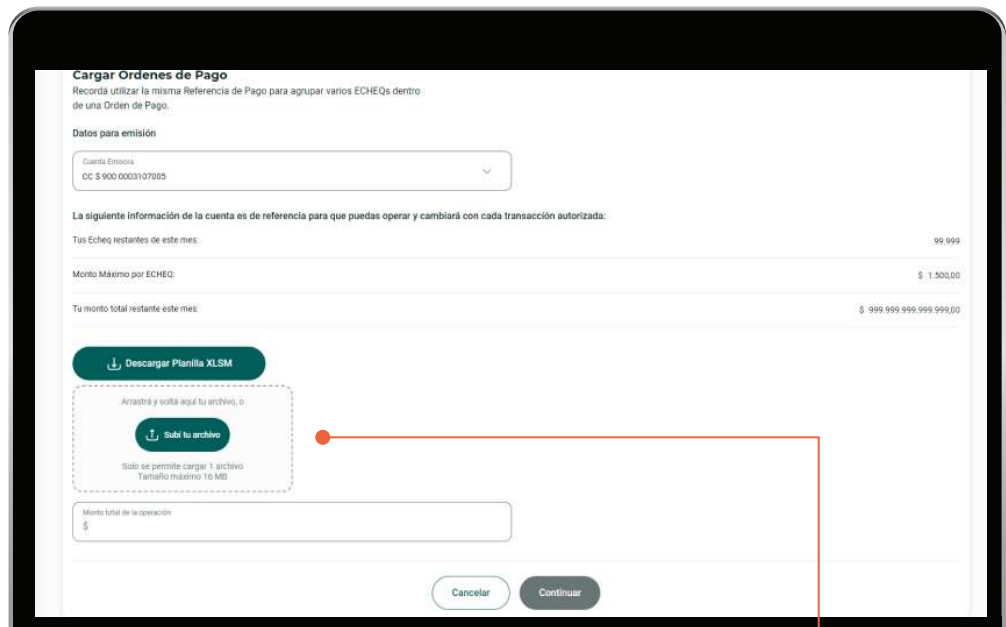 Cargar Ordenes de Pago
Recordá utilizar la misma Referencia de Pago para agrupar varios ECHEQs dentro
de una Orden de Pago.
Datos para emisión
Cuenta Emisora
CC $ 900 0003107005
La siguiente información de la cuenta es de referencia para que puedas operar y cambiará con cada transacción autorizada:
Tus Echeq restantes de este mes:
99.999
Monto Máximo por ECHEQ:
$ 1.500,00
Tu monto total restante este mes:
$ 999.999.999.999.999,00
Descargar Planilla XLSM
Arrastrá y soltá aquí tu archivo, o
Subí tu archivo
Solo se permite cargar 1 archivo
Tamaño máximo 16 MB
Monto total de la operación
$
Cancelar
Continuar